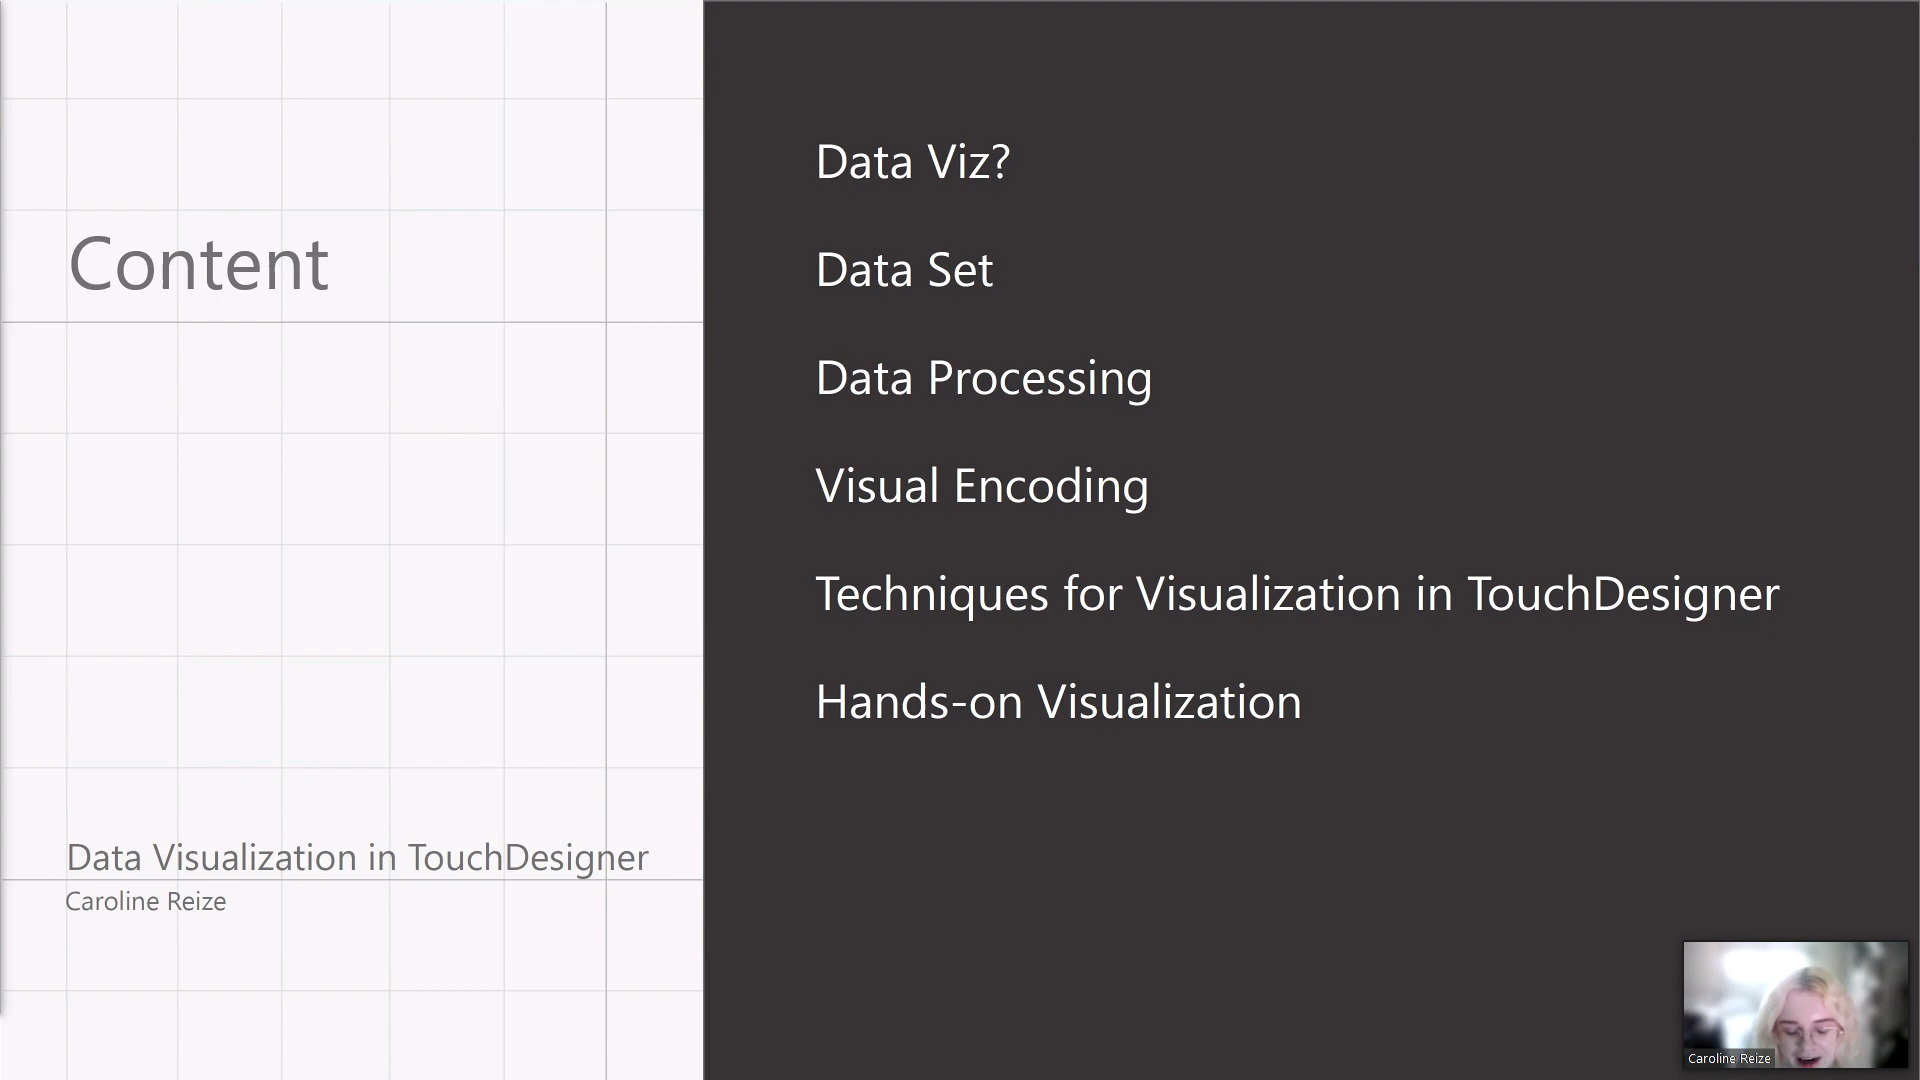 Content
Data Visualization in TouchDesigner
Caroline Reize
Data Viz?
Data Set
Data Processing
Visual Encoding
Techniques for Visualization in TouchDesigner
Hands-on Visualization
Caroline Reize